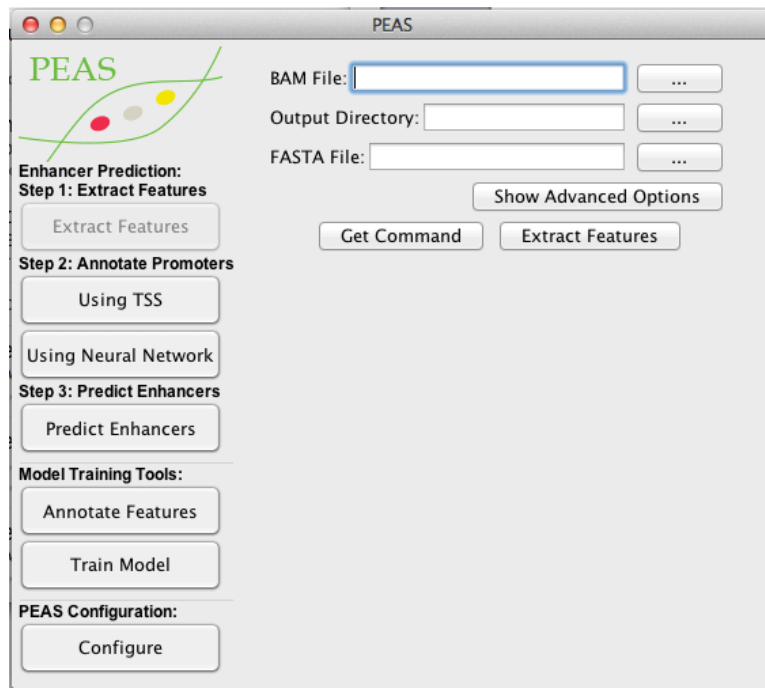 PEAS
PEAS
BAM File:
...
Output Directory:
...
FASTA File:
...
Show Advanced Options
Get Command
Extract Features
Enhancer Prediction:
Step 1: Extract Features
Extract Features
Step 2: Annotate Promoters
Using TSS
Using Neural Network
Step 3: Predict Enhancers
Predict Enhancers
Model Training Tools:
Annotate Features
Train Model
PEAS Configuration:
Configure